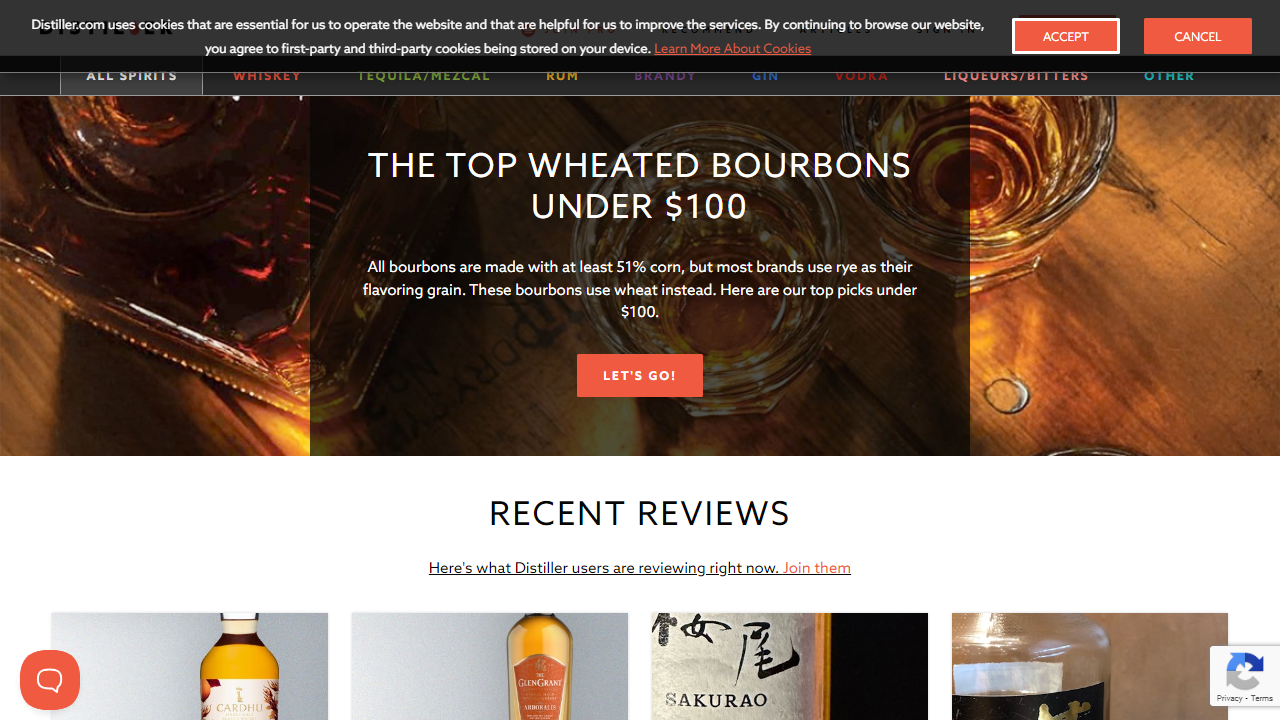 Distiller.com uses cookies that are essential for us to operate the website and that are helpful for us to improve the services. By continuing to browse our website,
you agree to first-party and third-party cookies being stored on your device. Learn More About Cookies
ACCEPT
CANCEL
ALL SPIRITS
WHISKEY
TEQUILA/MEZCAL
RUM
BRANDY
GIN
VODKA
LIQUEURS/BITTERS
OTHER
THE TOP WHEATED BOURBONS
UNDER $100
All bourbons are made with at least 51% corn, but most brands use rye as their
flavoring grain. These bourbons use wheat instead. Here are our top picks under
$100.
LET'S GO!
RECENT REVIEWS
Here's what Distiller users are reviewing right now. Join them
CARDHU
THE
GLENGRANT
ARBORALIS
桜尾
SAKURAO
Privacy - Terms